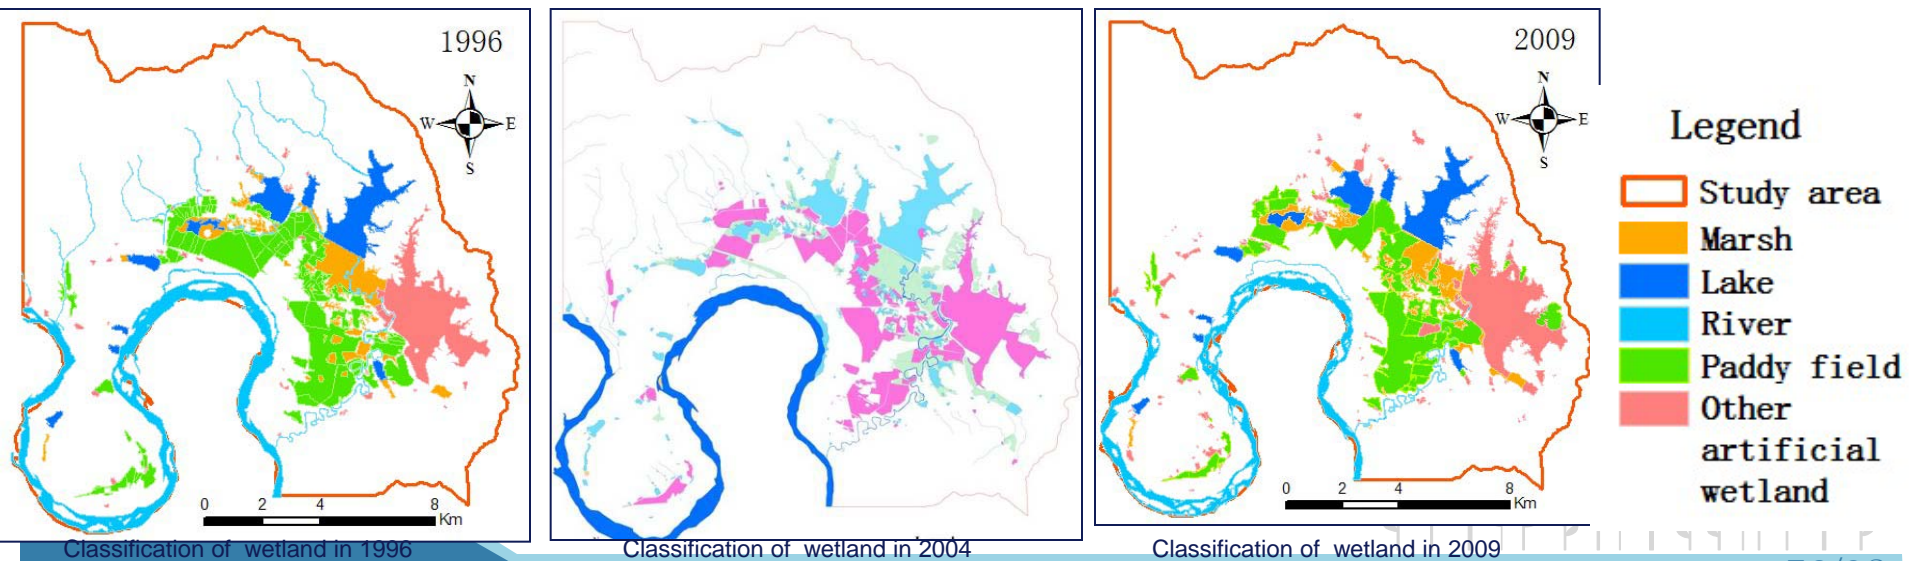 1996
N
W E
S
0 2 4 8
Km
Classification of wetland in 1996
Classification of wetland in 2004
2009
N
W E
S
0 2 4 8
Km
Classification of wetland in 2009
Legend
Study area
Marsh
Lake
River
Paddy field
Other
artificial
wetland